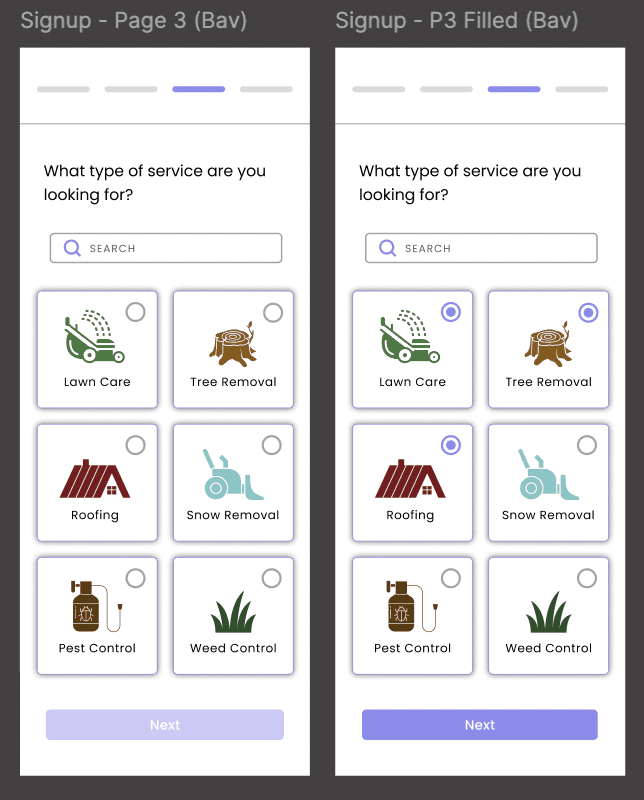 Signup - Page 3 (Bav)
What type of service are you
looking for?
SEARCH
Lawn Care
Tree Removal
Roofing
Snow Removal
Pest Control
Weed Control
Next
Signup - P3 Filled (Bav)
What type of service are you
looking for?
SEARCH
Lawn Care
Tree Removal
Roofing
Snow Removal
Pest Control
Weed Control
Next